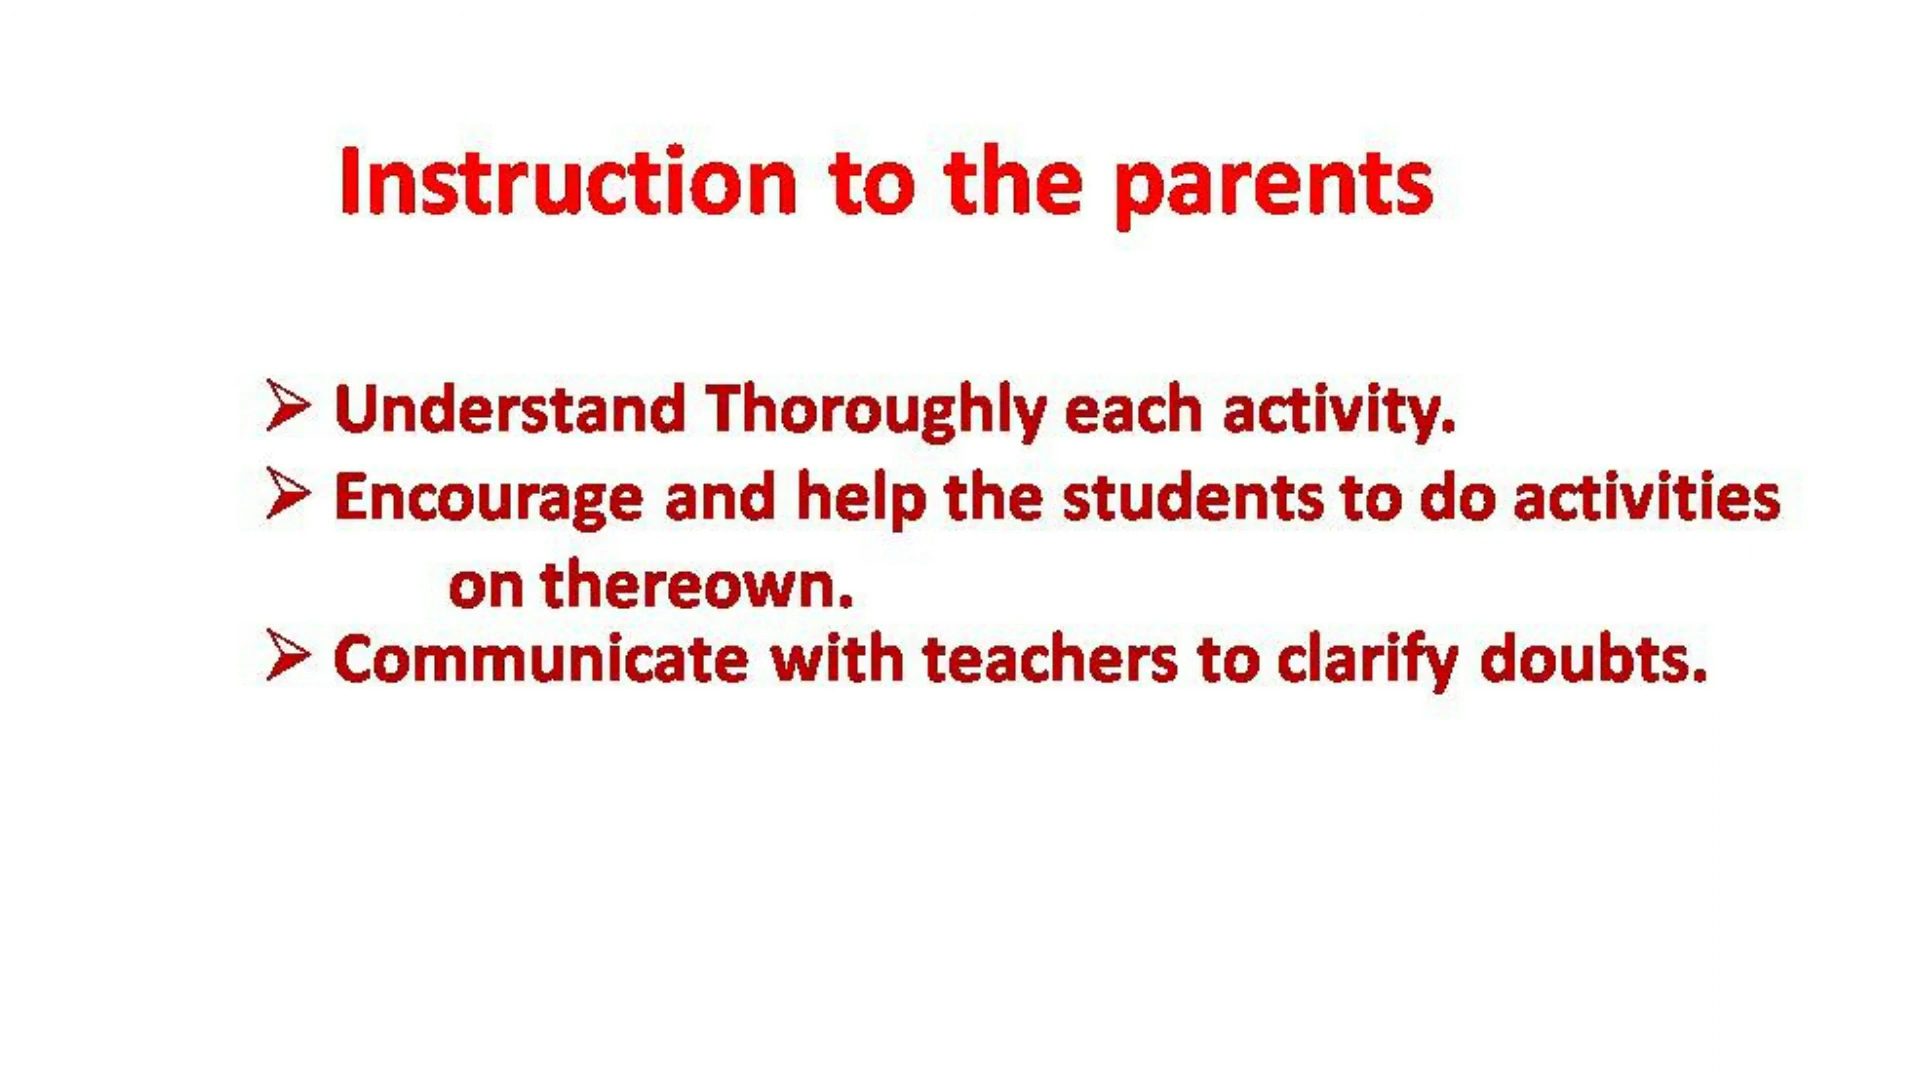 Instruction to the parents
➢ Understand Thoroughly each activity.
➢ Encourage and help the students to do activities
on thereown.
➢ Communicate with teachers to clarify doubts.